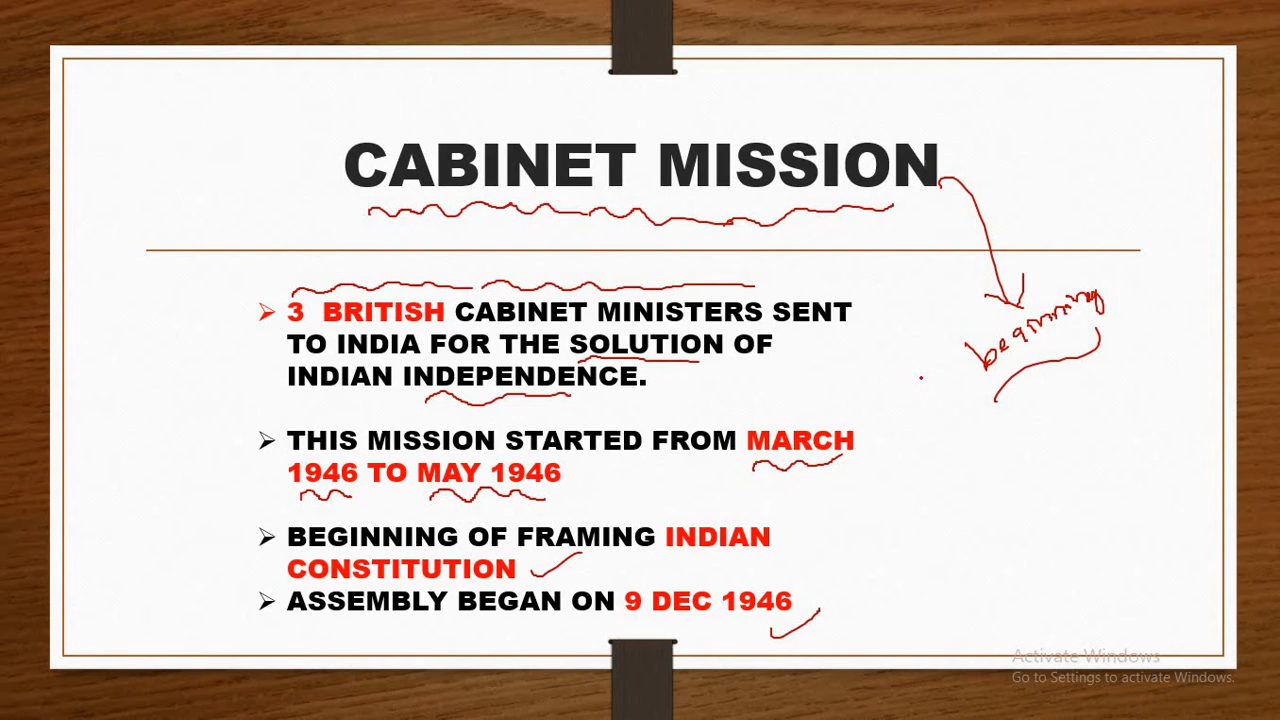 CABINET MISSION
3 BRITISH CABINET MINISTERS SENT
TO INDIA FOR THE SOLUTION OF
INDIAN INDEPENDENCE.
beginning
THIS MISSION STARTED FROM MARCH
1946 TO MAY 1946
BEGINNING OF FRAMING INDIAN
CONSTITUTION
ASSEMBLY BEGAN ON 9 DEC 1946
Activate Windows
Go to Settings to activate Windows.